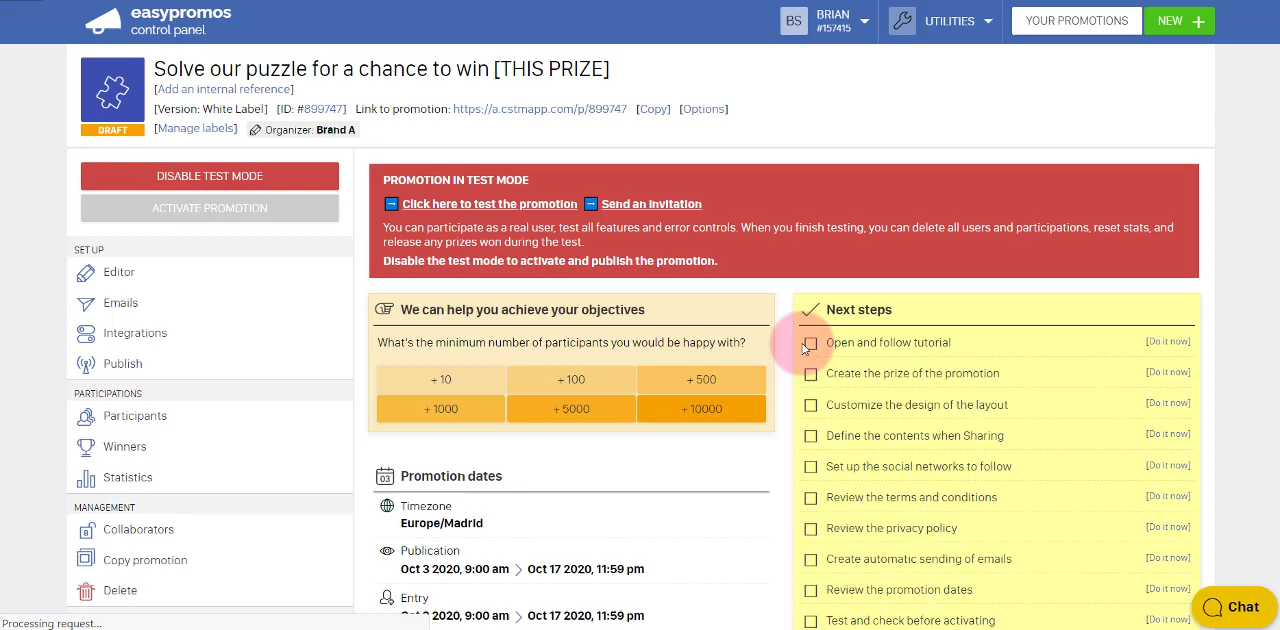 easypromos
control panel
BS
BRIAN
#157415
UTILITIES
YOUR PROMOTIONS
NEW +
DRAFT
Solve our puzzle for a chance to win [THIS PRIZE]
[Add an internal reference]
[Version: White Label] [ID: #899747] Link to promotion: https://a.cstmapp.com/p/899747 [Copy] [Options]
[Manage labels] Organizer: Brand A
DISABLE TEST MODE
ACTIVATE PROMOTION
SET UP
Editor
Emails
Integrations
Publish
PARTICIPATIONS
Participants
Winners
Statistics
MANAGEMENT
Collaborators
Copy promotion
Delete
Processing request...
PROMOTION IN TEST MODE
Click here to test the promotion Send an invitation
You can participate as a real user, test all features and error controls. When you finish testing, you can delete all users and participations, reset stats, and
release any prizes won during the test.
Disable the test mode to activate and publish the promotion.
We can help you achieve your objectives
What's the minimum number of participants you would be happy with?
+ 10 + 100 + 500
+ 1000 + 5000 + 10000
03 Promotion dates
Timezone
Europe/Madrid
Publication
Oct 3 2020, 9:00 am > Oct 17 2020, 11:59 pm
Entry
Oct 3 2020, 9:00 am > Oct 17 2020, 11:59 pm
Next steps
Open and follow tutorial [Do it now]
Create the prize of the promotion [Do it now]
Customize the design of the layout [Do it now]
Define the contents when Sharing [Do it now]
Set up the social networks to follow [Do it now]
Review the terms and conditions [Do it now]
Review the privacy policy [Do it now]
Create automatic sending of emails [Do it now]
Review the promotion dates [Do it now]
Test and check before activating [Do it now]
Chat